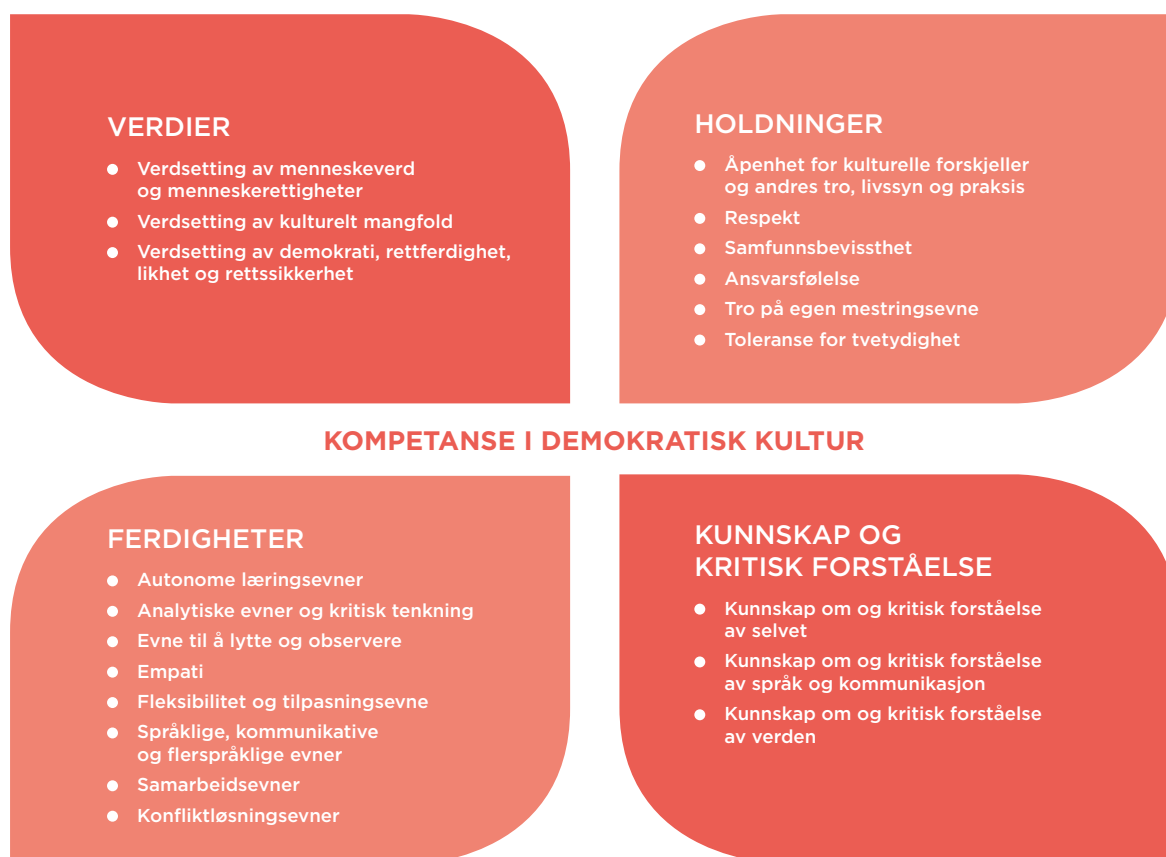 VERDIER
Verdsetting av menneskeverd
og menneskerettigheter
Verdsetting av kulturelt mangfold
Verdsetting av demokrati, rettferdighet,
likhet og rettssikkerhet
HOLDNINGER
Åpenhet for kulturelle forskjeller
og andres tro, livssyn og praksis
Respekt
Samfunnsbevissthet
Ansvarsfølelse
Tro på egen mestringsevne
Toleranse for tvetydighet
KOMPETANSE I DEMOKRATISK KULTUR
FERDIGHETER
Autonome læringsevner
Analytiske evner og kritisk tenkning
Evne til å lytte og observere
Empati
Fleksibilitet og tilpasningsevne
Språklige, kommunikative
og flerspråklige evner
Samarbeidsevner
Konfliktløsningsevner
KUNNSKAP OG
KRITISK FORSTÅELSE
Kunnskap om og kritisk forståelse
av selvet
Kunnskap om og kritisk forståelse
av språk og kommunikasjon
Kunnskap om og kritisk forståelse
av verden